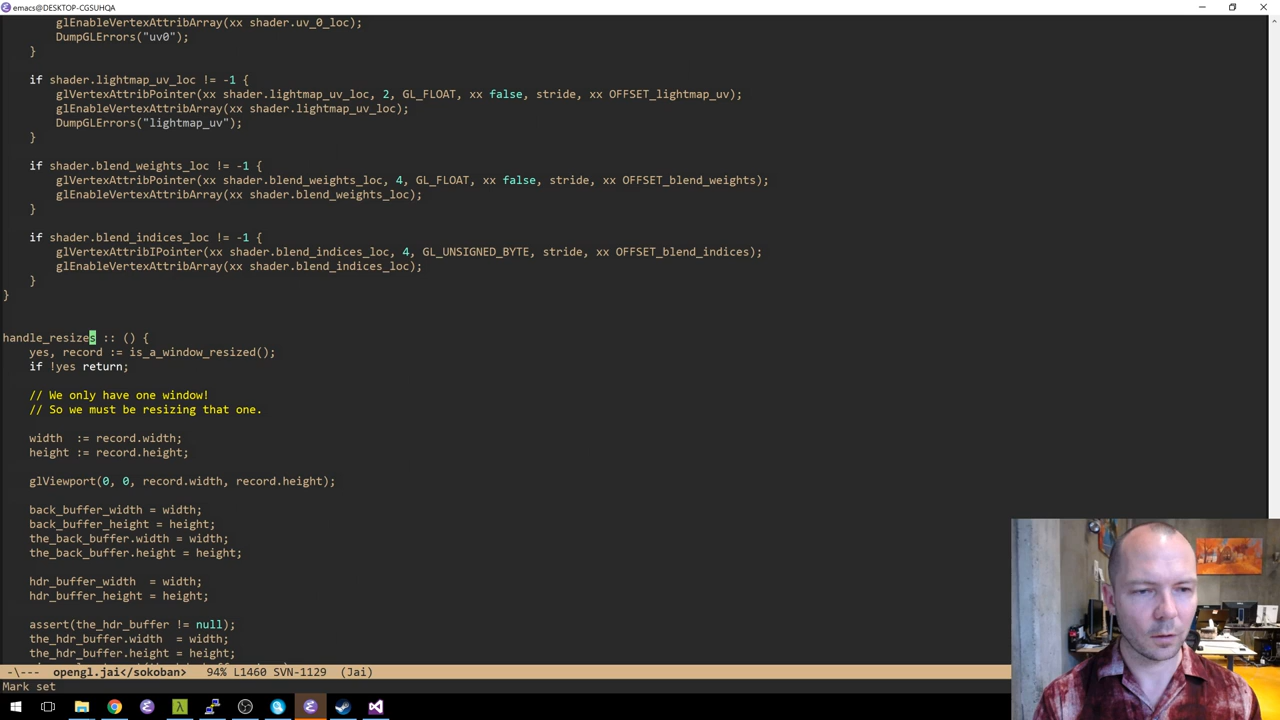 emacs@DESKTOP-CGSUHQA
glEnableVertexAttribArray(xx shader.uv_0_loc);
DumpGLErrors("uv0");
}
if shader.lightmap_uv_loc != -1 {
glVertexAttribPointer(xx shader.lightmap_uv_loc, 2, GL_FLOAT, xx false, stride, xx OFFSET_lightmap_uv);
glEnableVertexAttribArray(xx shader.lightmap_uv_loc);
DumpGLErrors("lightmap_uv");
}
if shader.blend_weights_loc != -1 {
glVertexAttribPointer(xx shader.blend_weights_loc, 4, GL_FLOAT, xx false, stride, xx OFFSET_blend_weights);
glEnableVertexAttribArray(xx shader.blend_weights_loc);
}
if shader.blend_indices_loc != -1 {
glVertexAttribIPointer(xx shader.blend_indices_loc, 4, GL_UNSIGNED_BYTE, stride, xx OFFSET_blend_indices);
glEnableVertexAttribArray(xx shader.blend_indices_loc);
}
}
handle_resizes :: () {
yes, record := is_a_window_resized();
if !yes return;
// We only have one window!
// So we must be resizing that one.
width := record.width;
height := record.height;
glViewport(0, 0, record.width, record.height);
back_buffer_width = width;
back_buffer_height = height;
the_back_buffer.width = width;
the_back_buffer.height = height;
hdr_buffer_width = width;
hdr_buffer_height = height;
assert(the_hdr_buffer != null);
the_hdr_buffer.width = width;
the_hdr_buffer.height = height;
-\--- opengl.jai</sokoban> 94% L1460 SVN-1129 (Jai)
Mark set